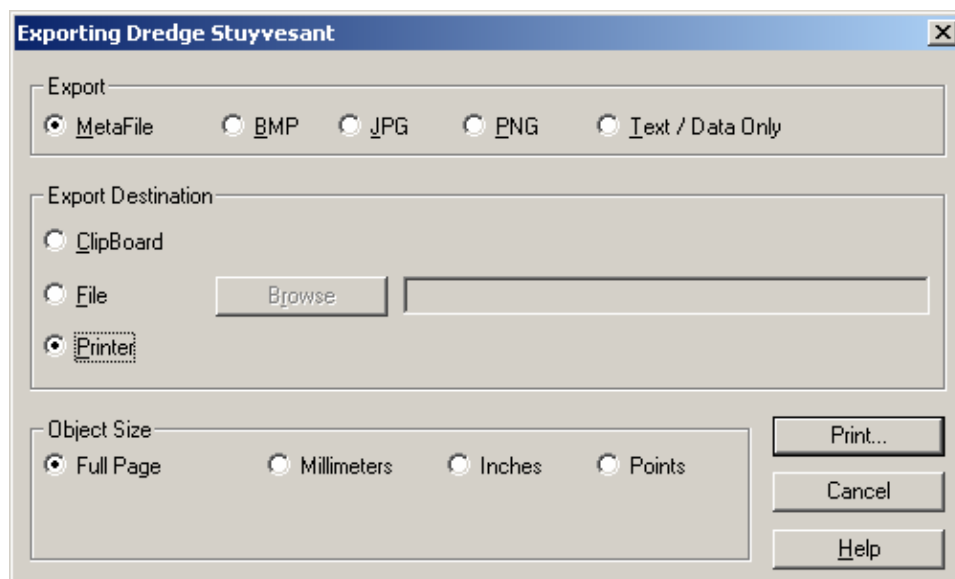 Exporting Dredge Stuyvesant
Export
MetaFile BMP JPG PNG Text / Data Only
Export Destination
ClipBoard
File Browse
Printer
Object Size
Full Page Millimeters Inches Points
Print...
Cancel
Help